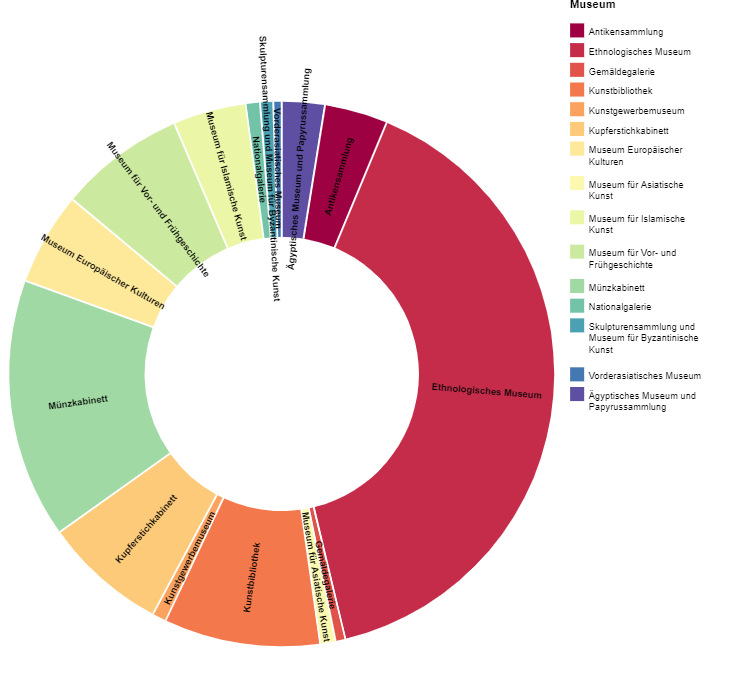 Museum
Antikensammlung
Ethnologisches Museum
Gemäldegalerie
Kunstbibliothek
Kunstgewerbemuseum
Kupferstichkabinett
Museum Europäischer
Kulturen
Museum für Asiatische
Kunst
Museum für Islamische
Kunst
Museum für Vor- und
Frühgeschichte
Münzkabinett
Nationalgalerie
Skulpturensammlung und
Museum für Byzantinische
Kunst
Vorderasiatisches Museum
Ägyptisches Museum und
Papyrussammlung
Ägyptisches Museum und Papyrussammlung
Antikensammlung
Ethnologisches Museum
Gemäldegalerie
Museum für Asiatische Kunst
Kunstbibliothek
Kunstgewerbemuseum
Kupferstichkabinett
Münzkabinett
Museum Europäischer Kulturen
Museum für Vor- und Frühgeschichte
Museum für Islamische Kunst
Nationalgalerie
Skulpturensammlung und Museum für Byzantinische Kunst
Vorderasiatisches Museum